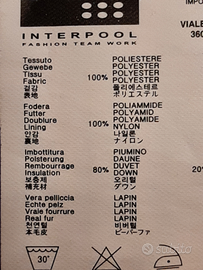 IMPO
INTERPOOL
FASHION TEAM WORK
VIALE
360
Tessuto POLIESTERE
Gewebe POLYESTER
Tissu POLYESTER
Fabric 100% POLYESTER
겉감 폴리에스테르
表地 ポリエステル
Fodera POLIAMMIDE
Futter POLYAMID
Doublure 100% POLYAMIDE
Lining NYLON
안감 나일론
裏地 ナイロン
Imbottitura PIUMINO
Polsterung DAUNE
Rembourrage 80% DUVET 20%
Insulation DOWN
보충재 오리털
補充材 ダウン
Vera pelliccia LAPIN
Echte pelz LAPIN
Vraie fourrure LAPIN
Real fur LAPIN
천연털 비버털
本毛皮 ビーバーファ
30°